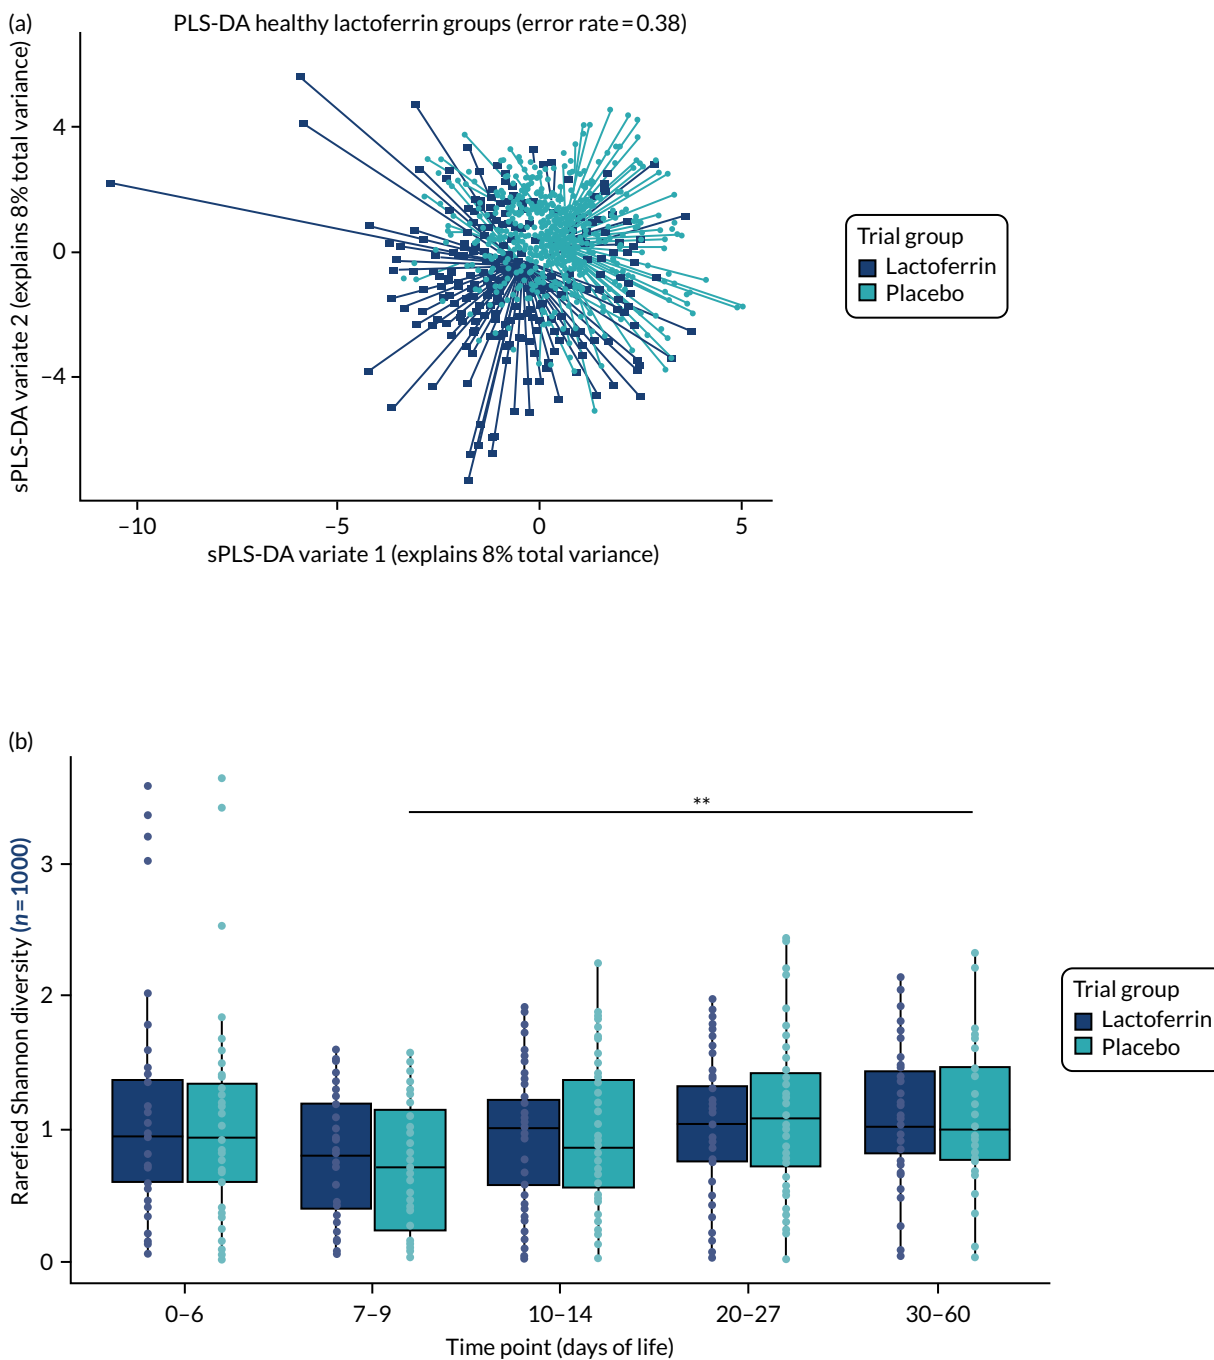 (a)
PLS-DA healthy lactoferrin groups (error rate = 0.38)
sPLS-DA variate 2 (explains 8% total variance)
4
0
–4
–10
–5
0
5
sPLS-DA variate 1 (explains 8% total variance)
Trial group
Lactoferrin
Placebo
(b)
Rarefied Shannon diversity (n = 1000)
**
3
2
1
0
0–6
7–9
10–14
20–27
30–60
Time point (days of life)
Trial group
Lactoferrin
Placebo